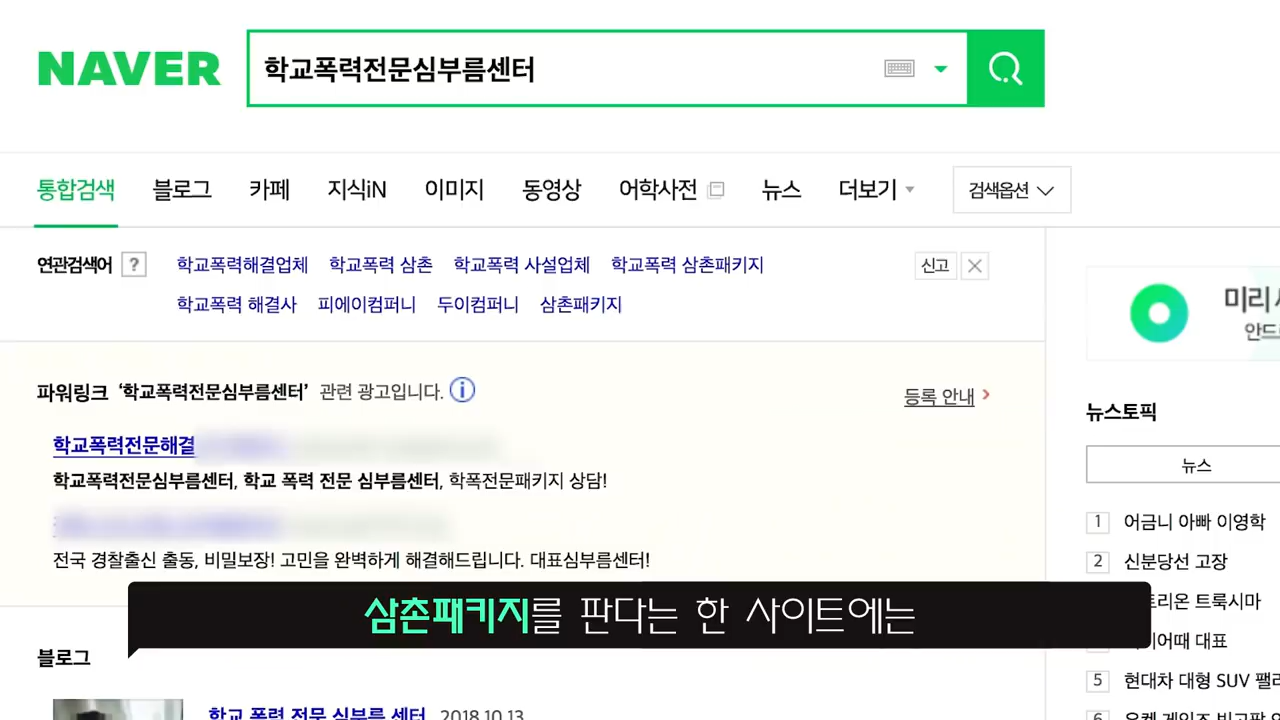 NAVER
학교폭력전문심부름센터
통합검색 블로그 카페 지식iN 이미지 동영상 어학사전 뉴스 더보기 검색옵션
연관검색어 ? 학교폭력해결업체 학교폭력 삼촌 학교폭력 사설업체 학교폭력 삼촌패키지 신고
학교폭력 해결사 피에이컴퍼니 두이컴퍼니 삼촌패키지
파워링크 ‘학교폭력전문심부름센터’ 관련 광고입니다.
등록 안내
학교폭력전문해결
학교폭력전문심부름센터, 학교 폭력 전문 심부름센터, 학폭전문패키지 상담!
전국 경찰출신 출동, 비밀보장! 고민을 완벽하게 해결해드립니다. 대표심부름센터!
블로그
학교 폭력 전문 심부름 센터 2018.10.13
미리
뉴스토픽
뉴스
1 어금니 아빠 이영학
2 신분당선 고장
트럭시마
대표
5 현대차 대형 SUV
6
삼촌패키지를 판다는 한 사이트에는